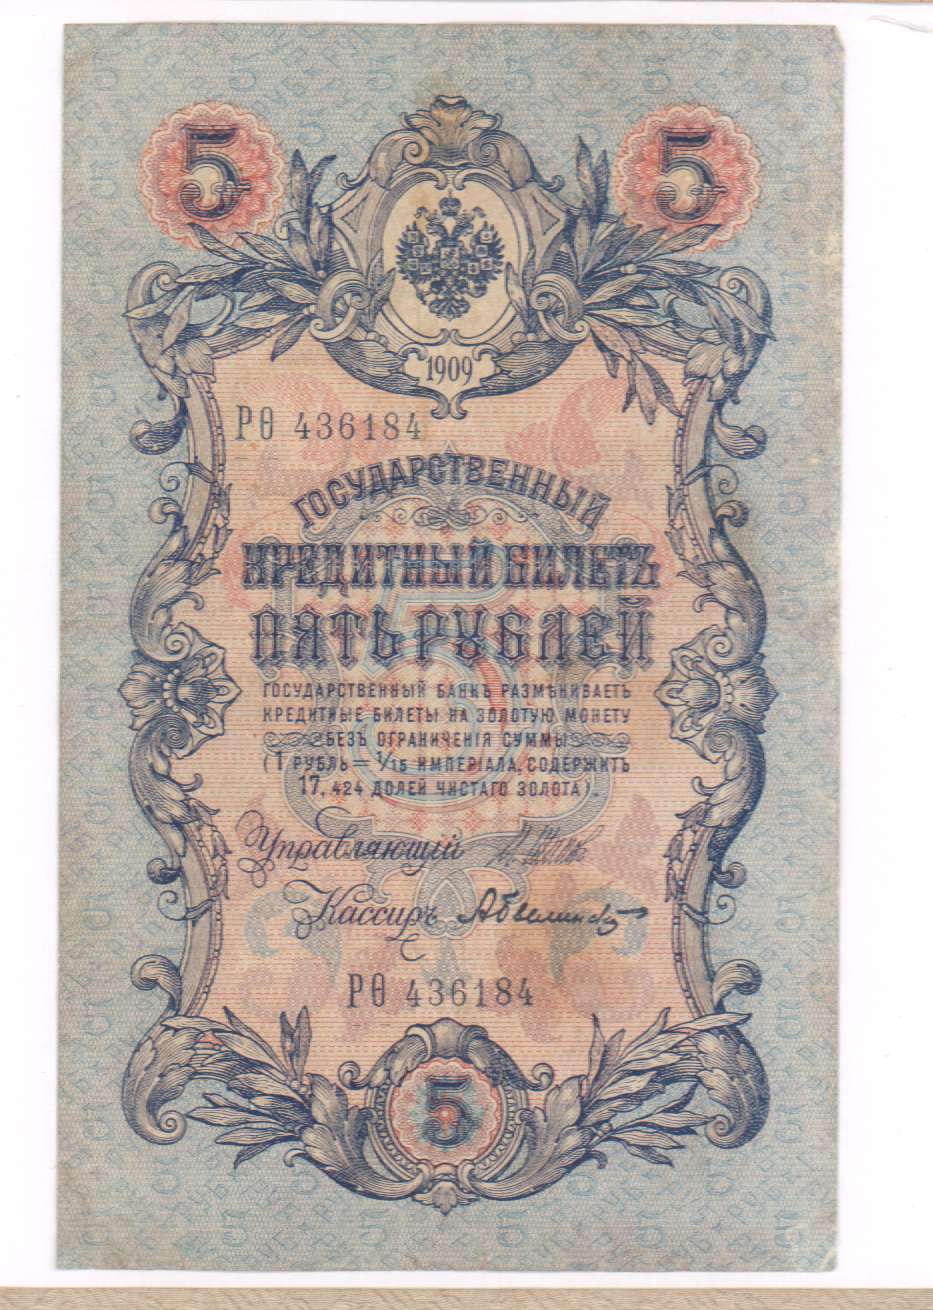 5 5
1909
РѲ 436184
ГОСУДАРСТВЕННЫЙ
КРЕДИТНЫЙ БИЛЕТЪ
ПЯТЬ РУБЛЕЙ
ГОСУДАРСТВЕННЫЙ БАНКЪ РАЗМѢНИВАЕТЪ
КРЕДИТНЫЕ БИЛЕТЫ НА ЗОЛОТУЮ МОНЕТУ
БЕЗЪ ОГРАНИЧЕНІЯ СУММЫ
(1 РУБЛЬ = 1/15 ИМПЕРІАЛА, СОДЕРЖИТЪ
17,424 ДОЛЕЙ ЧИСТАГО ЗОЛОТА).
Управляющій
Кассиръ
РѲ 436184
5